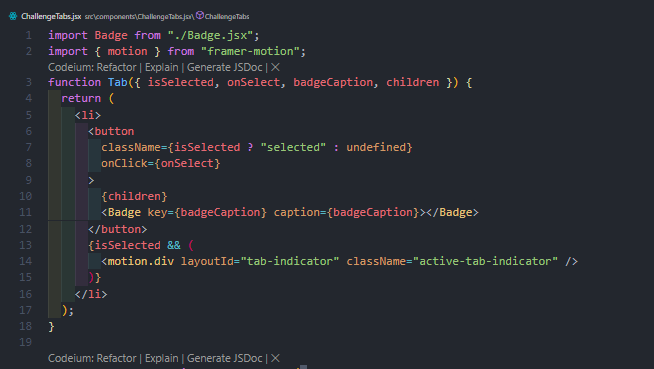 ChallengeTabs.jsx src\components\ChallengeTabs.jsx\ ChallengeTabs
1 import Badge from "./Badge.jsx";
2 import { motion } from "framer-motion";
Codeium: Refactor | Explain | Generate JSDoc | ×
3 function Tab({ isSelected, onSelect, badgeCaption, children }) {
4   return (
5     <li>
6       <button
7         className={isSelected ? "selected" : undefined}
8         onClick={onSelect}
9       >
10         {children}
11         <Badge key={badgeCaption} caption={badgeCaption}></Badge>
12       </button>
13       {isSelected && (
14         <motion.div layoutId="tab-indicator" className="active-tab-indicator" />
15       )}
16     </li>
17   );
18 }
19
Codeium: Refactor | Explain | Generate JSDoc | ×